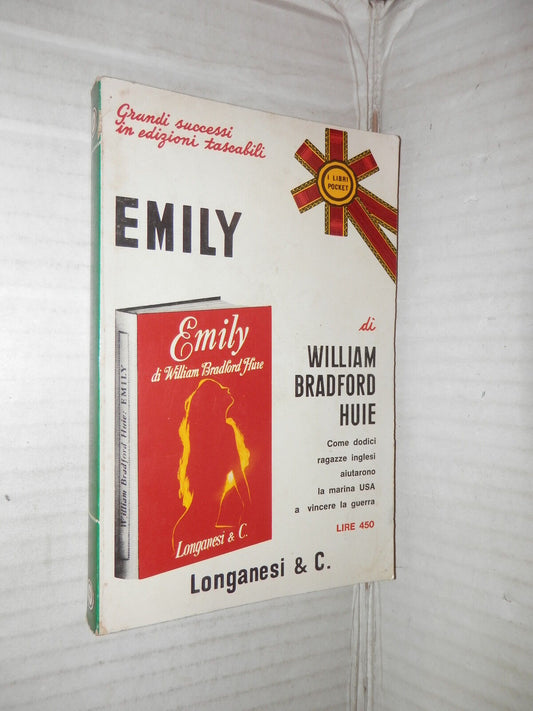 Grandi successi
in edizioni tascabili
I LIBRI
POCKET
EMILY
Emily
di William Bradford Huie
Longanesi & C.
William Bradford Huie: EMILY
di
WILLIAM
BRADFORD
HUIE
Come dodici
ragazze inglesi
aiutarono
la marina USA
a vincere la guerra
LIRE 450
Longanesi & C.